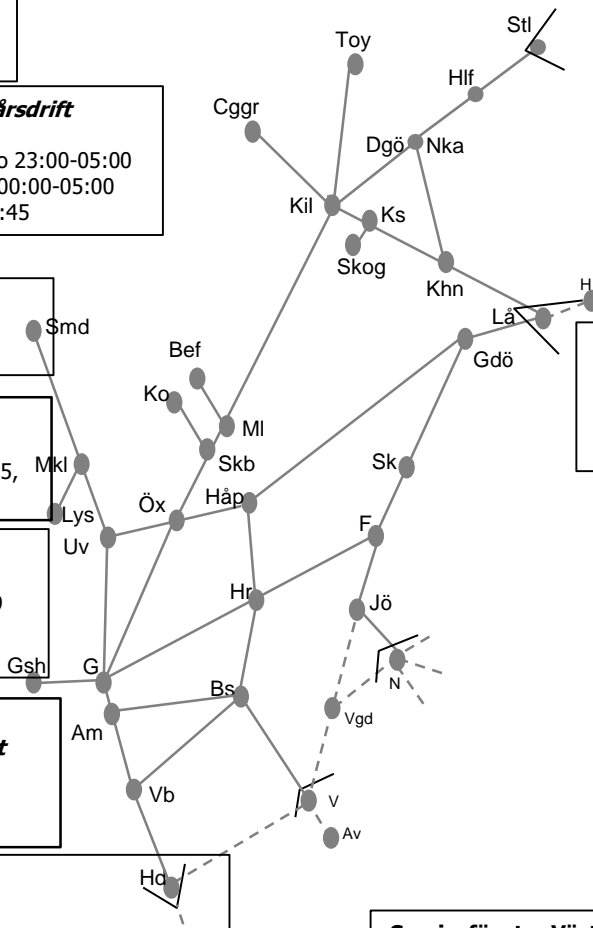 Stl
Toy
Hlf
årsdrift
Cggr
Dgö Nka
o 23:00-05:00
00:00-05:00
:45
Kil
Ks
Skog
Khn
H
Lå
Smd
Gdö
Bef
Ko
Ml
5,
Mkl
Skb
Sk
Öx
Håp
Lys
F
Uv
Hr
Jö
Gsh
G
Bs
N
Am
Vgd
t
Vb
V
Av
Hd